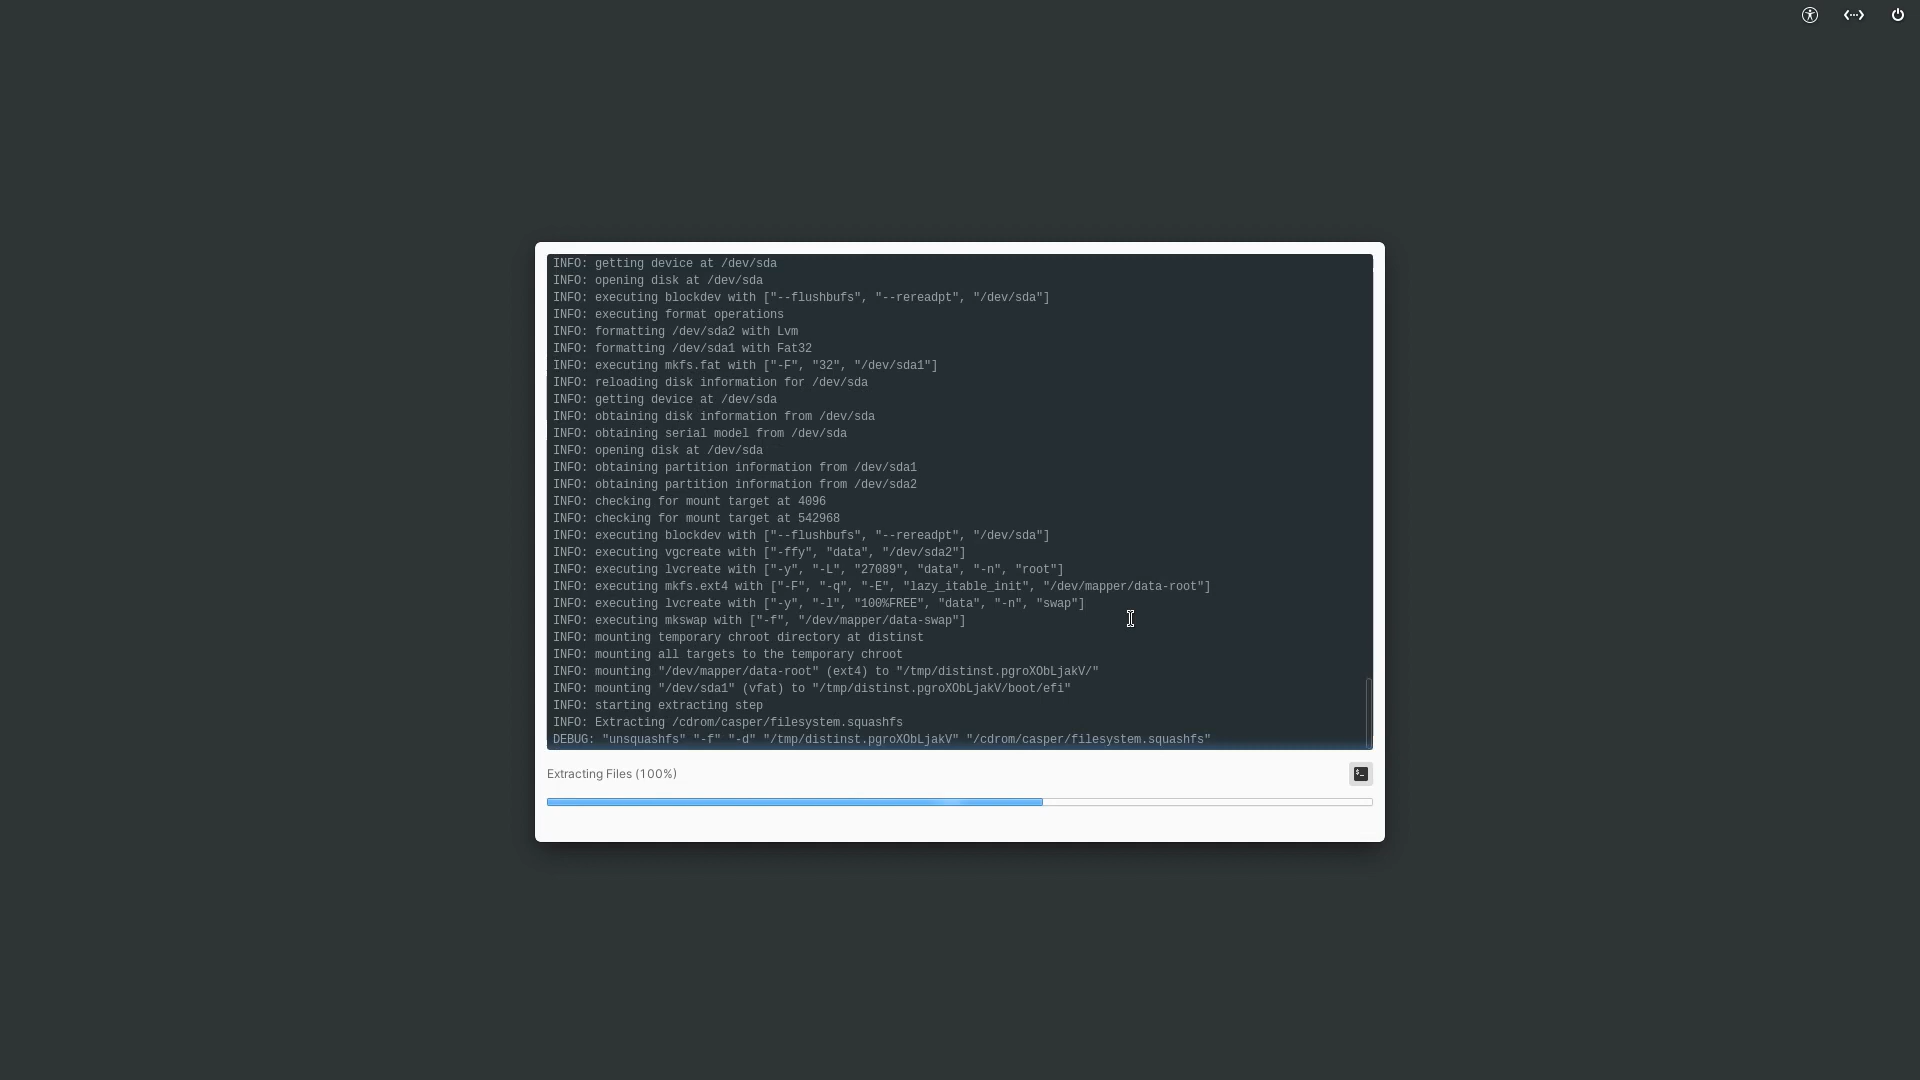 INFO: getting device at /dev/sda
INFO: opening disk at /dev/sda
INFO: executing blockdev with ["--flushbufs", "--rereadpt", "/dev/sda"]
INFO: executing format operations
INFO: formatting /dev/sda2 with Lvm
INFO: formatting /dev/sda1 with Fat32
INFO: executing mkfs.fat with ["-F", "32", "/dev/sda1"]
INFO: reloading disk information for /dev/sda
INFO: getting device at /dev/sda
INFO: obtaining disk information from /dev/sda
INFO: obtaining serial model from /dev/sda
INFO: opening disk at /dev/sda
INFO: obtaining partition information from /dev/sda1
INFO: obtaining partition information from /dev/sda2
INFO: checking for mount target at 4096
INFO: checking for mount target at 542968
INFO: executing blockdev with ["--flushbufs", "--rereadpt", "/dev/sda"]
INFO: executing vgcreate with ["-ffy", "data", "/dev/sda2"]
INFO: executing lvcreate with ["-y", "-L", "27089", "data", "-n", "root"]
INFO: executing mkfs.ext4 with ["-F", "-q", "-E", "lazy_itable_init", "/dev/mapper/data-root"]
INFO: executing lvcreate with ["-y", "-l", "100%FREE", "data", "-n", "swap"]
INFO: executing mkswap with ["-f", "/dev/mapper/data-swap"]
INFO: mounting temporary chroot directory at distinst
INFO: mounting all targets to the temporary chroot
INFO: mounting "/dev/mapper/data-root" (ext4) to "/tmp/distinst.pgroXObLjakV/"
INFO: mounting "/dev/sda1" (vfat) to "/tmp/distinst.pgroXObLjakV/boot/efi"
INFO: starting extracting step
INFO: Extracting /cdrom/casper/filesystem.squashfs
DEBUG: "unsquashfs" "-f" "-d" "/tmp/distinst.pgroXObLjakV" "/cdrom/casper/filesystem.squashfs"
Extracting Files (100%)